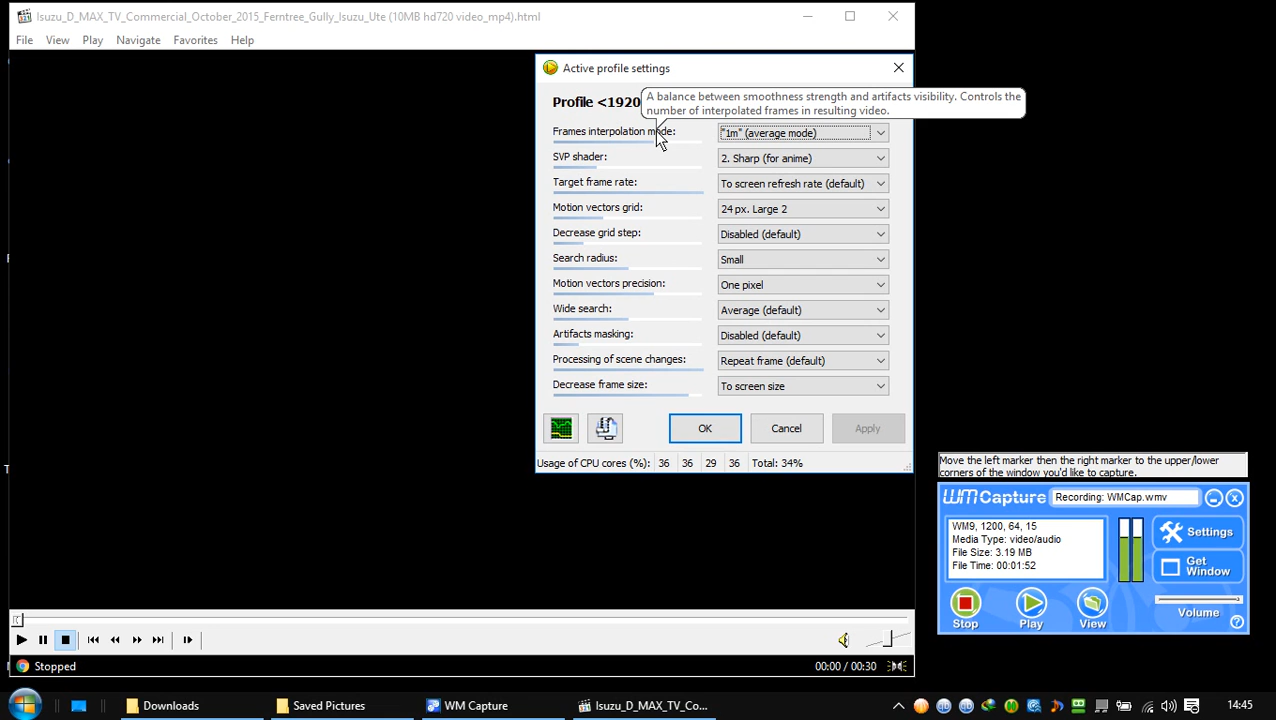 Isuzu_D_MAX_TV_Commercial_October_2015_Ferntree_Gully_Isuzu_Ute (10MB hd720 video_mp4).html
File View Play Navigate Favorites Help
Active profile settings
Profile <1920
A balance between smoothness strength and artifacts visibility. Controls the
number of interpolated frames in resulting video.
Frames interpolation mode: "1m" (average mode)
SVP shader: 2. Sharp (for anime)
Target frame rate: To screen refresh rate (default)
Motion vectors grid: 24 px. Large 2
Decrease grid step: Disabled (default)
Search radius: Small
Motion vectors precision: One pixel
Wide search: Average (default)
Artifacts masking: Disabled (default)
Processing of scene changes: Repeat frame (default)
Decrease frame size: To screen size
OK Cancel Apply
Usage of CPU cores (%): 36 36 29 36 Total: 34%
Move the left marker then the right marker to the upper/lower
corners of the window you'd like to capture.
WM Capture Recording: WMCap.wmv
WM9, 1200, 64, 15
Media Type: video/audio
File Size: 3.19 MB
File Time: 00:01:52
Settings
Get
Window
Volume
Stop Play View
Stopped 00:00 / 00:30
Downloads Saved Pictures WM Capture Isuzu_D_MAX_TV_Co... 14:45